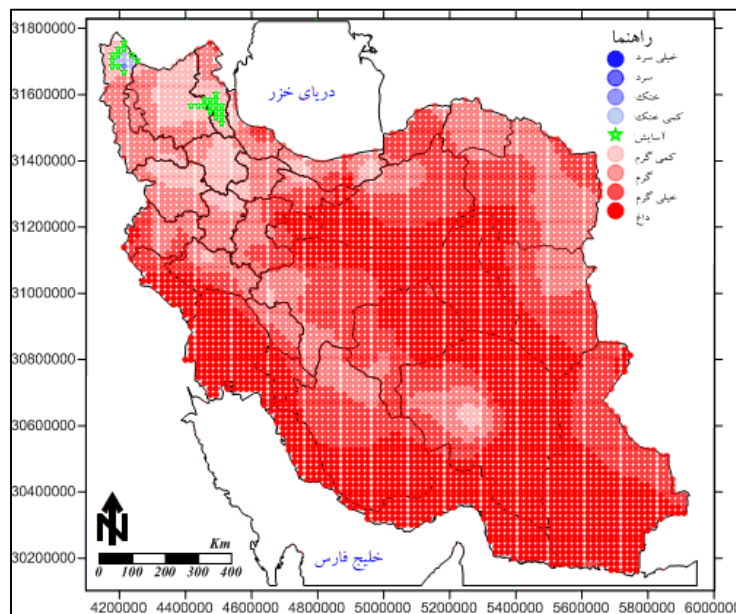 31800000
31600000
31400000
31200000
31000000
30800000
30600000
30400000
30200000
4200000 4400000 4600000 4800000 5000000 5200000 5400000 5600000 5800000 6000000
دریای خزر
خلیج فارس
راهنما
خیلی سرد
سرد
خنک
کمی خنک
آسایش
کمی گرم
گرم
خیلی گرم
داغ
N
Km
0 100 200 300 400